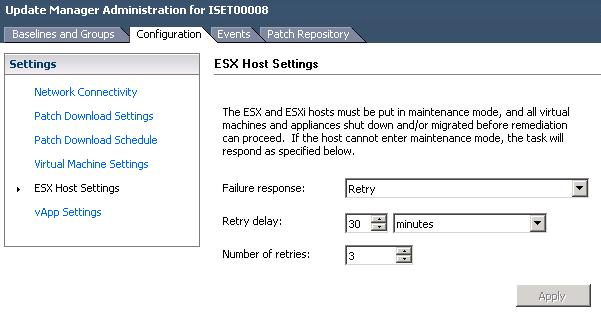 Update Manager Administration for ISET00008
Baselines and Groups
Configuration
Events
Patch Repository
Settings
Network Connectivity
Patch Download Settings
Patch Download Schedule
Virtual Machine Settings
ESX Host Settings
vApp Settings
ESX Host Settings
The ESX and ESXi hosts must be put in maintenance mode, and all virtual
machines and appliances shut down and/or migrated before remediation
can proceed. If the host cannot enter maintenance mode, the task will
respond as specified below.
Failure response: Retry
Retry delay: 30 minutes
Number of retries: 3
Apply